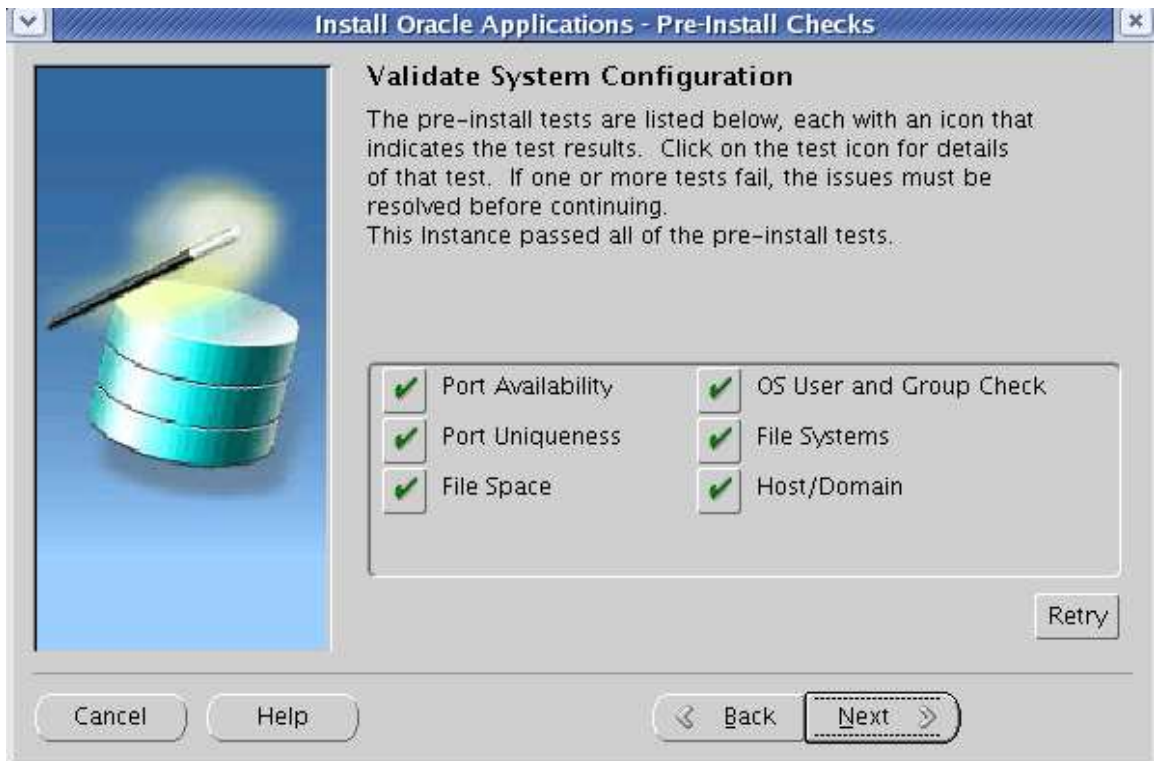 Install Oracle Applications - Pre-Install Checks
Validate System Configuration
The pre-install tests are listed below, each with an icon that
indicates the test results.  Click on the test icon for details
of that test.  If one or more tests fail, the issues must be
resolved before continuing.
This Instance passed all of the pre-install tests.
Port Availability
OS User and Group Check
Port Uniqueness
File Systems
File Space
Host/Domain
Retry
Cancel
Help
Back
Next